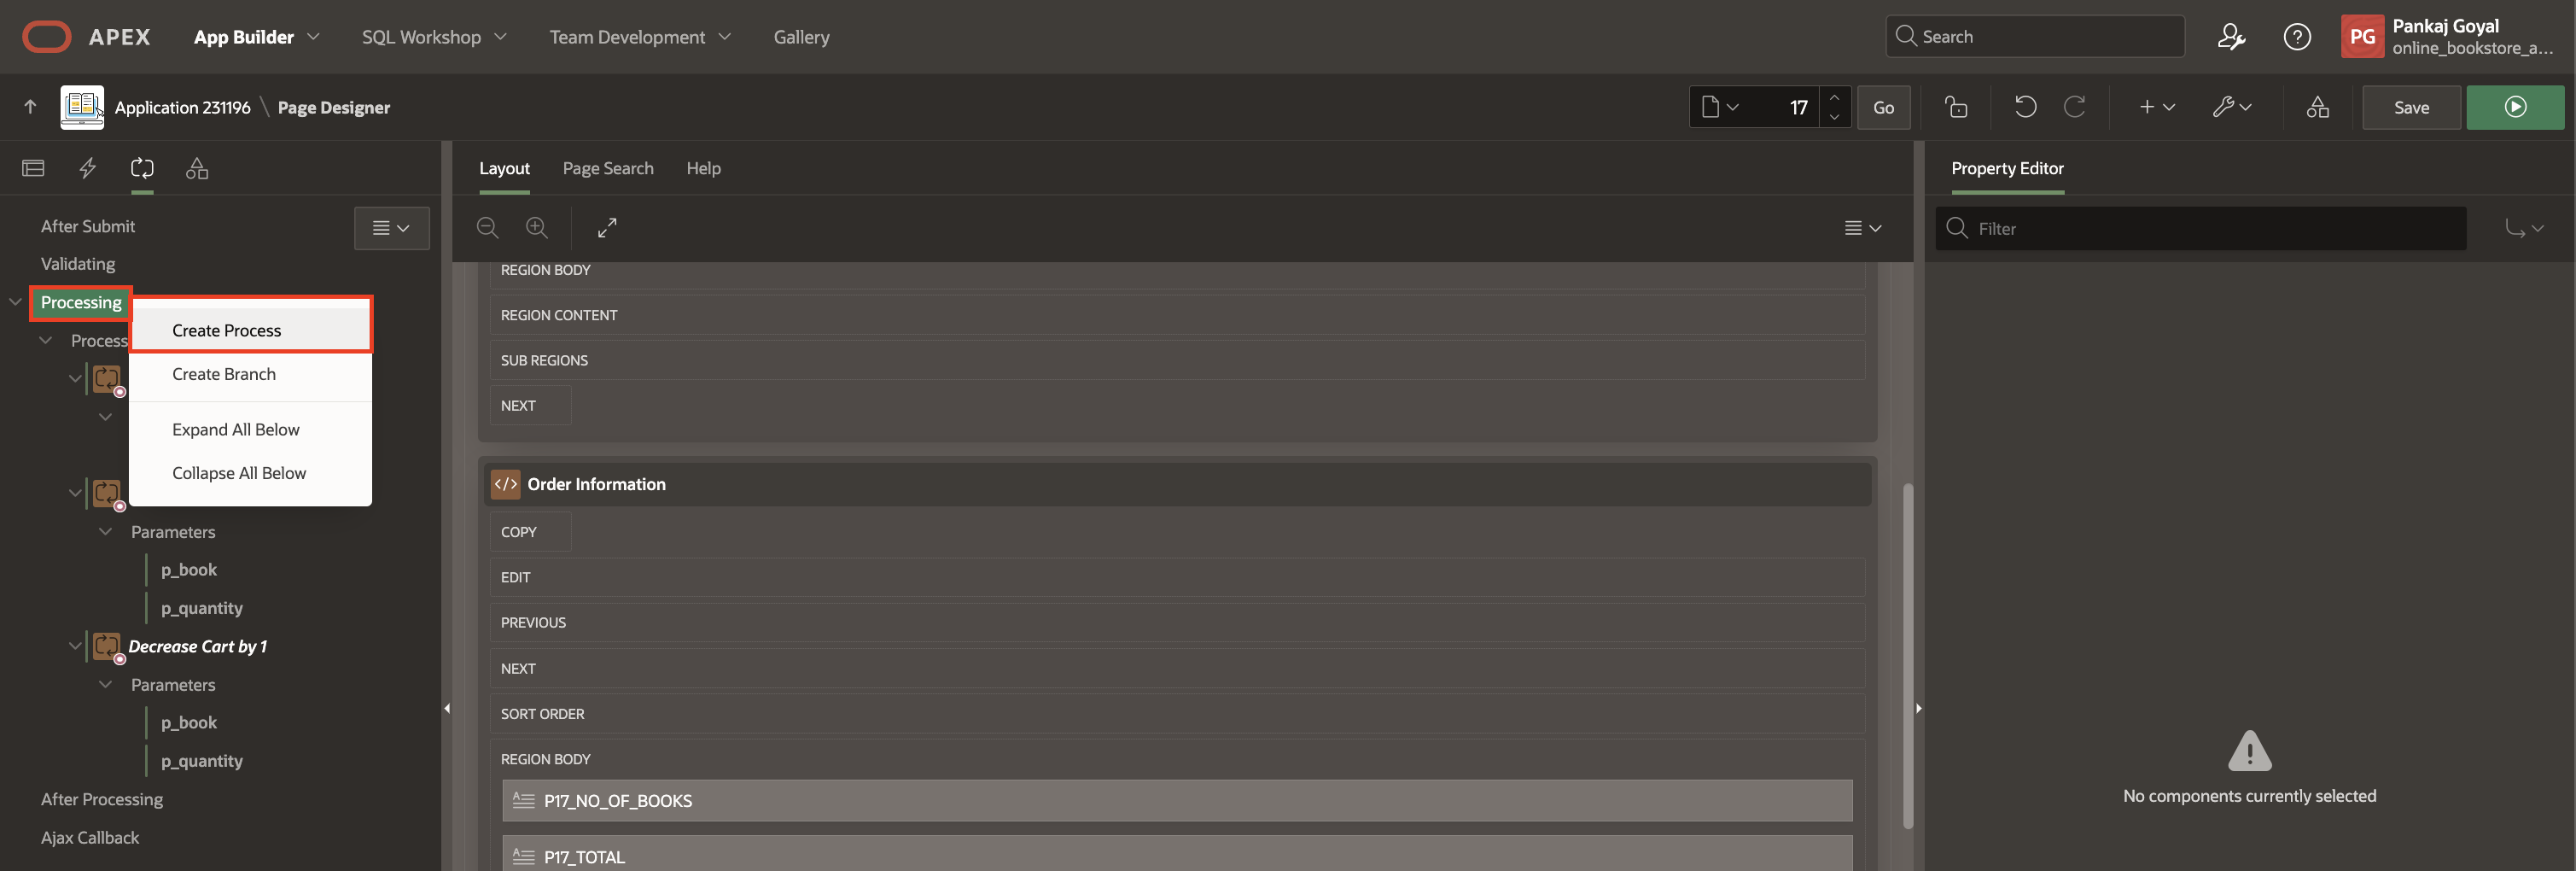 APEX
App Builder
SQL Workshop
Team Development
Gallery
Search
PG
Pankaj Goyal
online_bookstore_a...
Application 231196 \ Page Designer
17
Go
Save
Layout
Page Search
Help
Property Editor
After Submit
Validating
Processing
Create Process
Create Branch
Expand All Below
Collapse All Below
Process
Parameters
p_book
p_quantity
Decrease Cart by 1
Parameters
p_book
p_quantity
After Processing
Ajax Callback
REGION BODY
REGION CONTENT
SUB REGIONS
NEXT
</> Order Information
COPY
EDIT
PREVIOUS
NEXT
SORT ORDER
REGION BODY
P17_NO_OF_BOOKS
P17_TOTAL
Filter
No components currently selected